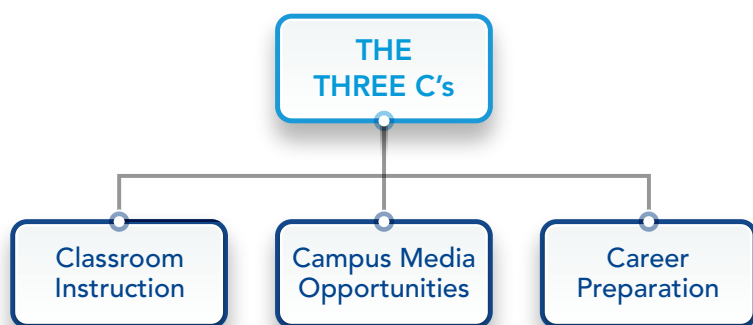 THE
THREE C’s
Classroom
Instruction
Campus Media
Opportunities
Career
Preparation